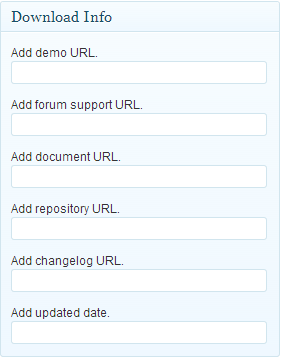 Download Info
Add demo URL.
Add forum support URL.
Add document URL.
Add repository URL.
Add changelog URL.
Add updated date.